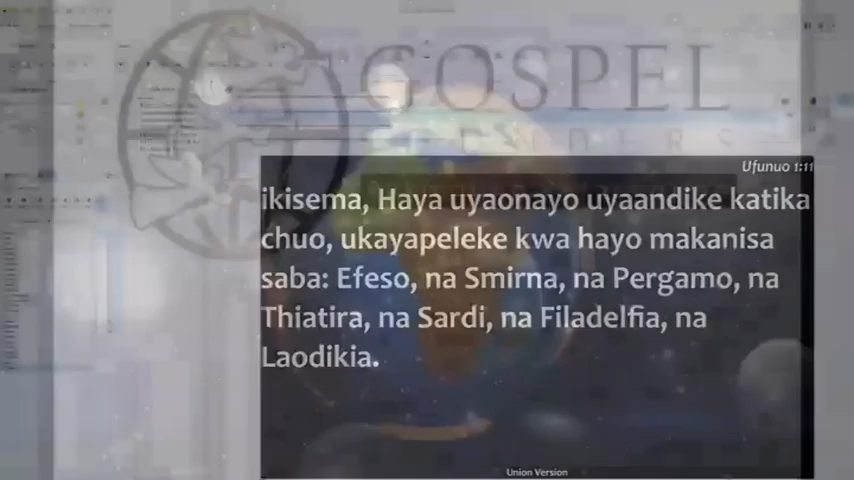 GOSPEL
Ufunuo 1:11
ikisema, Haya uyaonayo uyaandike katika
chuo, ukayapeleke kwa hayo makanisa
saba: Efeso, na Smirna, na Pergamo, na
Thiatira, na Sardi, na Filadelfia, na
Laodikia.
Union Version